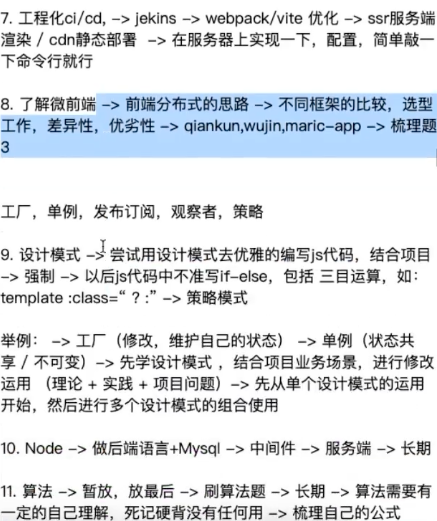 7. 工程化ci/cd, -> jekins -> webpack/vite 优化 -> ssr服务端
渲染 / cdn静态部署  -> 在服务器上实现一下，配置，简单敲一
下命令行就行
8. 了解微前端 -> 前端分布式的思路 -> 不同框架的比较，选型
工作，差异性，优劣性 -> qiankun,wujin,maric-app -> 梳理题
3
工厂，单例，发布订阅，观察者，策略
9. 设计模式 -> 尝试用设计模式去优雅的编写js代码，结合项目
-> 强制 -> 以后js代码中不准写if-else，包括 三目运算，如：
template :class=“ ? :” -> 策略模式
举例： -> 工厂（修改，维护自己的状态） -> 单例（状态共
享 / 不可变）-> 先学设计模式 ，结合项目业务场景，进行修改
运用 （理论 + 实践 + 项目问题）-> 先从单个设计模式的运用
开始，然后进行多个设计模式的组合使用
10. Node -> 做后端语言+Mysql -> 中间件 -> 服务端 -> 长期
11. 算法 -> 暂放，放最后 -> 刷算法题 -> 长期 -> 算法需要有
一定的自己理解，死记硬背没有任何用 -> 梳理自己的公式